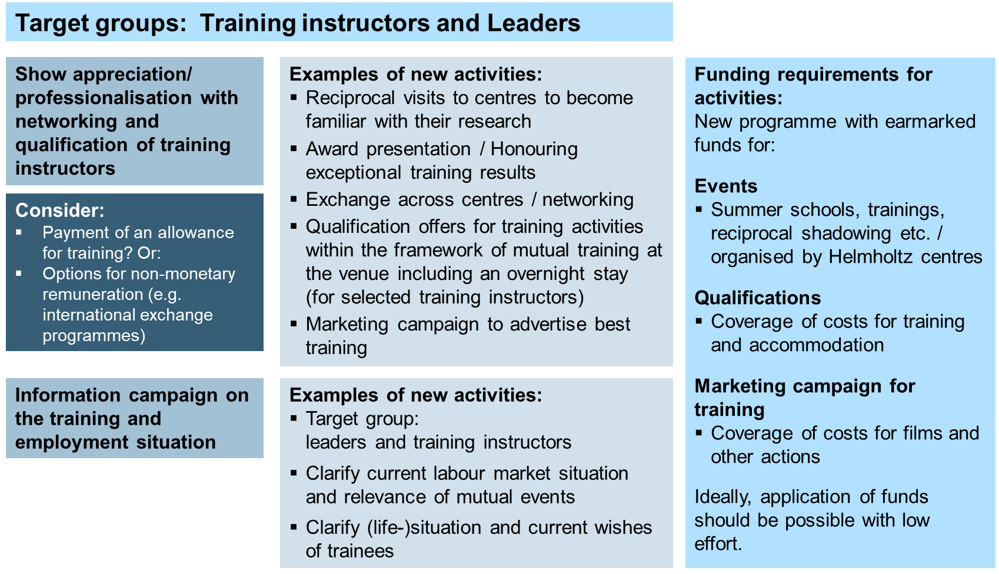 Target groups: Training instructors and Leaders
Show appreciation/
professionalisation with
networking and
qualification of training
instructors
Consider:
▪ Payment of an allowance
for training? Or:
▪ Options for non-monetary
remuneration (e.g.
international exchange
programmes)
Examples of new activities:
▪ Reciprocal visits to centres to become
familiar with their research
▪ Award presentation / Honouring
exceptional training results
▪ Exchange across centres / networking
▪ Qualification offers for training activities
within the framework of mutual training at
the venue including an overnight stay
(for selected training instructors)
▪ Marketing campaign to advertise best
training
Information campaign on
the training and
employment situation
Examples of new activities:
▪ Target group:
leaders and training instructors
▪ Clarify current labour market situation
and relevance of mutual events
▪ Clarify (life-)situation and current wishes
of trainees
Funding requirements for
activities:
New programme with earmarked
funds for:
Events
▪ Summer schools, trainings,
reciprocal shadowing etc. /
organised by Helmholtz centres
Qualifications
▪ Coverage of costs for training
and accommodation
Marketing campaign for
training
▪ Coverage of costs for films and
other actions
Ideally, application of funds
should be possible with low
effort.